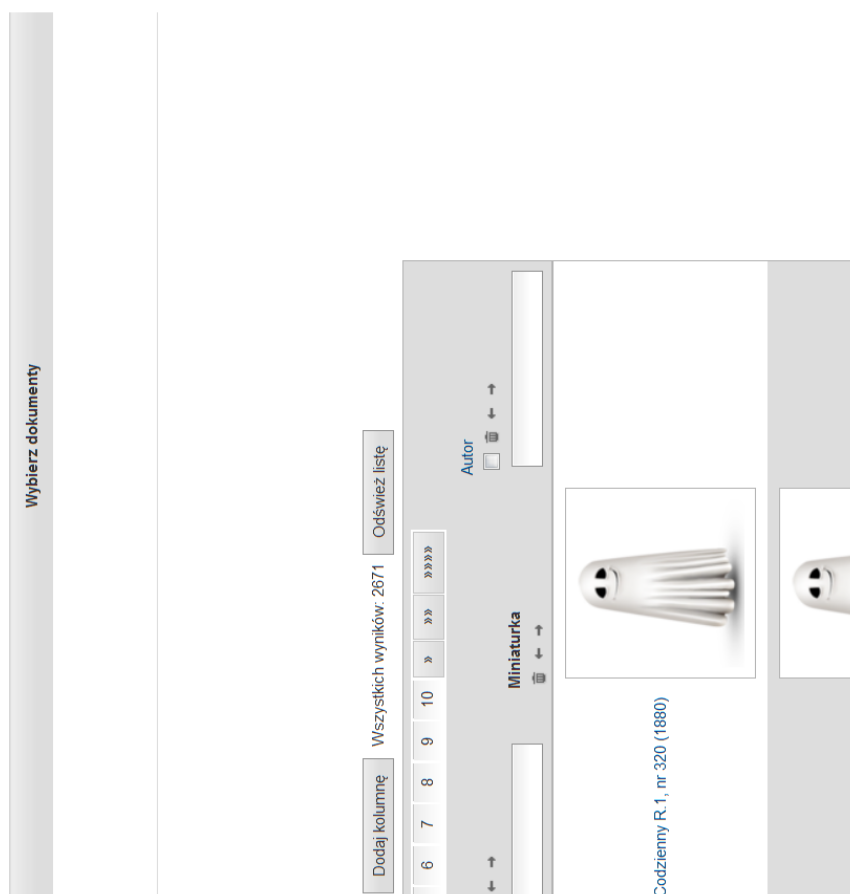 Wybierz dokumenty
Dodaj kolumnę Wszystkich wyników: 2671 Odśwież listę
6 7 8 9 10 » »» »»»»
Autor
Miniaturka
Codzienny R.1, nr 320 (1880)